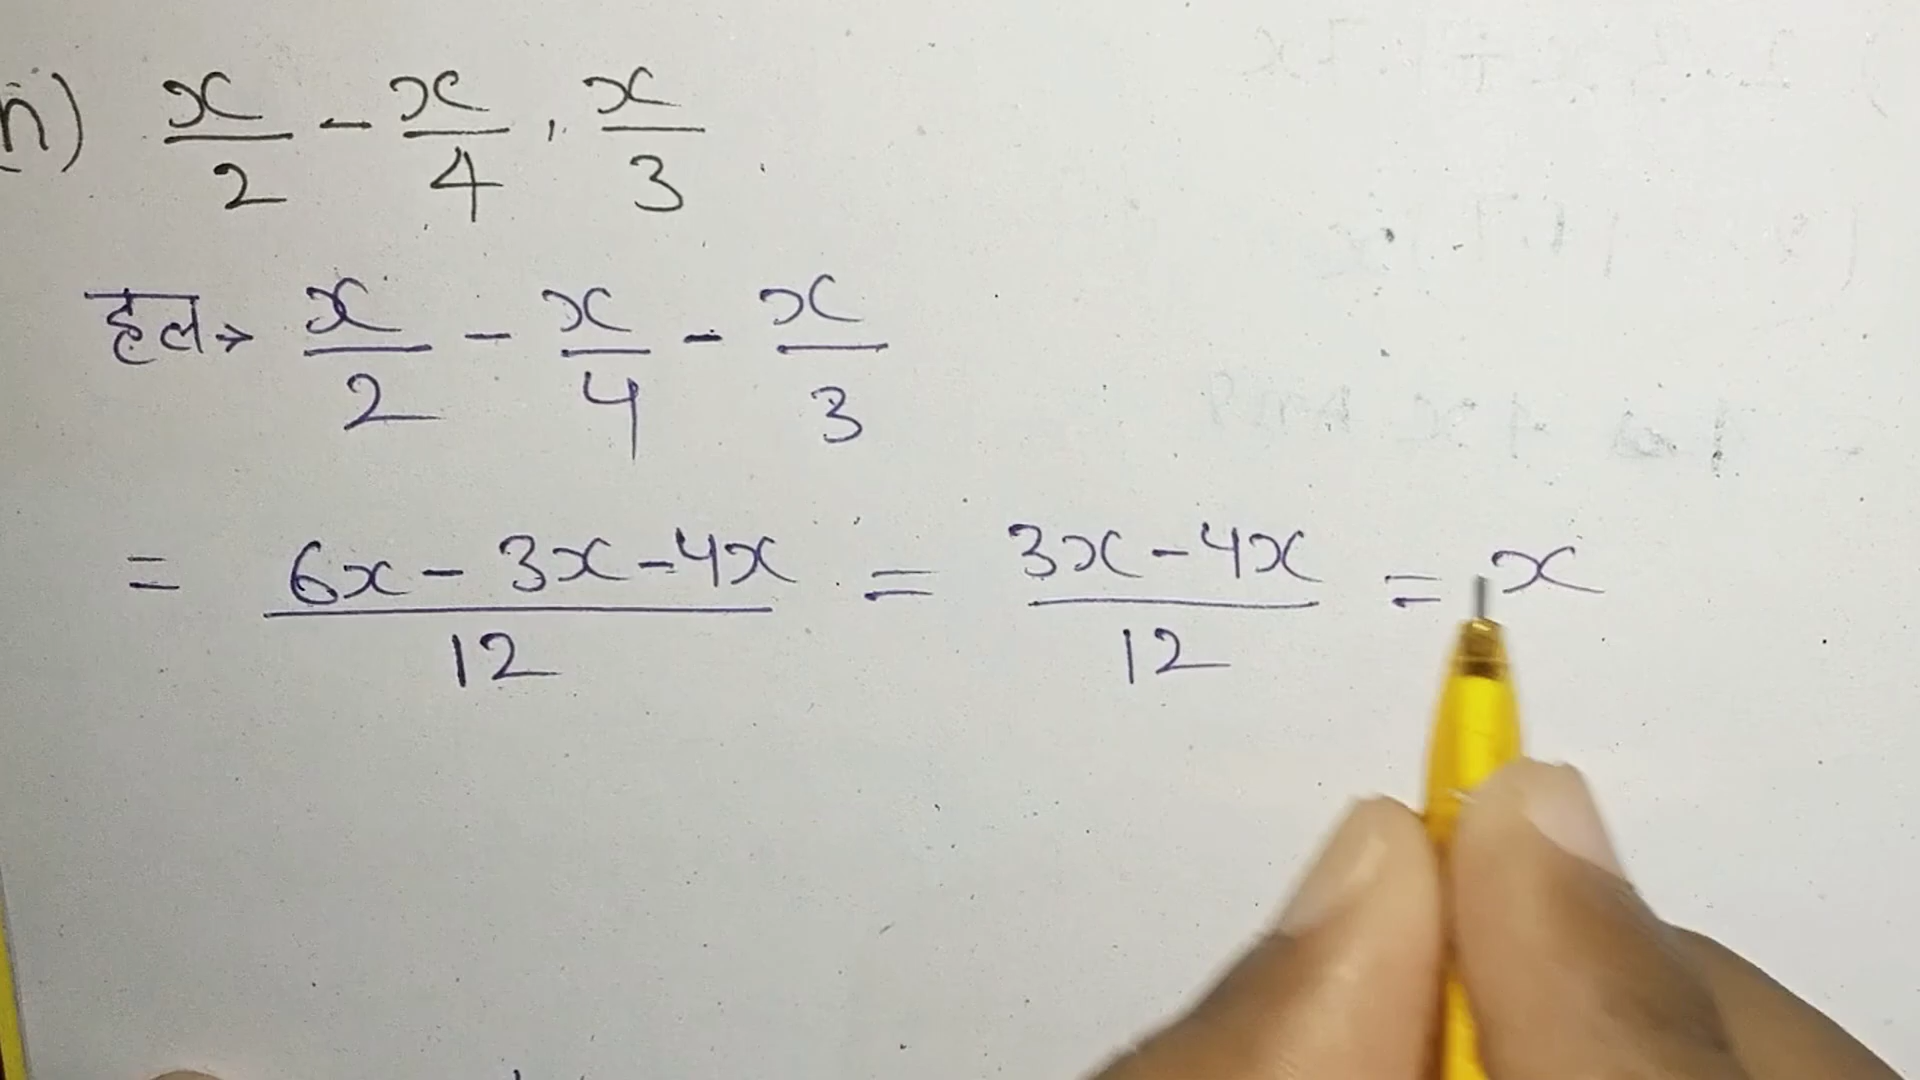 n) x/2 - x/4 , x/3
हल→ x/2 - x/4 - x/3
= 6x - 3x - 4x / 12 = 3x - 4x / 12 = x